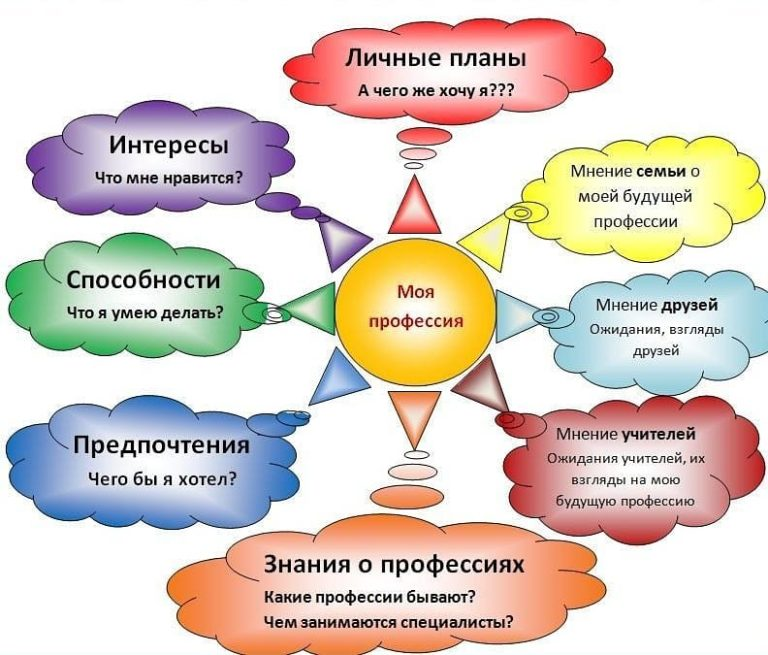 Личные планы
А чего же хочу я???
Интересы
Что мне нравится?
Мнение семьи о
моей будущей
профессии
Способности
Что я умею делать?
Моя
профессия
Мнение друзей
Ожидания, взгляды
друзей
Предпочтения
Чего бы я хотел?
Мнение учителей
Ожидания учителей, их
взгляды на мою
будущую профессию
Знания о профессиях
Какие профессии бывают?
Чем занимаются специалисты?